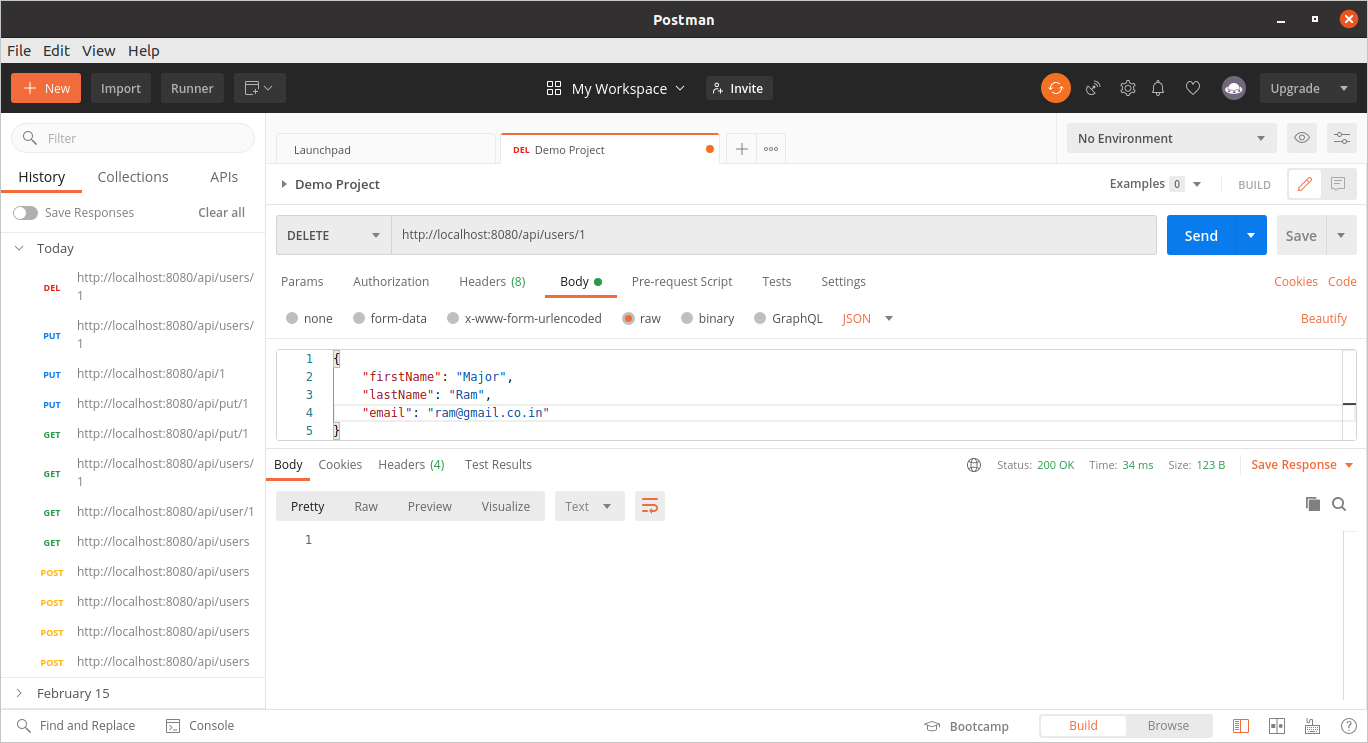 Postman
File Edit View Help
New Import Runner My Workspace Invite Upgrade
Filter
History Collections APIs
Save Responses Clear all
Today
DEL http://localhost:8080/api/users/
1
PUT http://localhost:8080/api/users/
1
PUT http://localhost:8080/api/1
PUT http://localhost:8080/api/put/1
GET http://localhost:8080/api/put/1
GET http://localhost:8080/api/users/
1
GET http://localhost:8080/api/user/1
GET http://localhost:8080/api/users
POST http://localhost:8080/api/users
POST http://localhost:8080/api/users
POST http://localhost:8080/api/users
POST http://localhost:8080/api/users
February 15
Launchpad DEL Demo Project No Environment
Demo Project Examples 0 BUILD
DELETE http://localhost:8080/api/users/1 Send Save
Params Authorization Headers (8) Body Pre-request Script Tests Settings Cookies Code
none form-data x-www-form-urlencoded raw binary GraphQL JSON Beautify
1 {
2 "firstName": "Major",
3 "lastName": "Ram",
4 "email": "ram@gmail.co.in"
5 }
Body Cookies Headers (4) Test Results Status: 200 OK Time: 34 ms Size: 123 B Save Response
Pretty Raw Preview Visualize Text
1
Find and Replace Console Bootcamp Build Browse